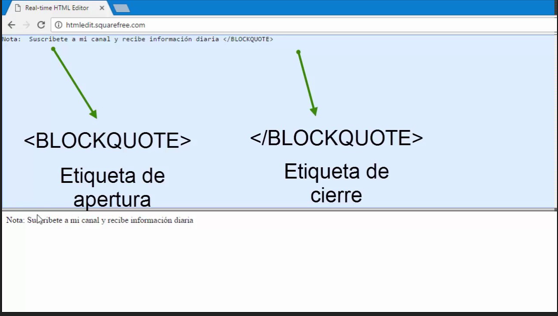 Real-time HTML Editor
htmledit.squarefree.com
Nota: Suscribete a mi canal y recibe información diaria </BLOCKQUOTE>
<BLOCKQUOTE>
</BLOCKQUOTE>
Etiqueta de
apertura
Etiqueta de
cierre
Nota: Suscribete a mi canal y recibe información diaria